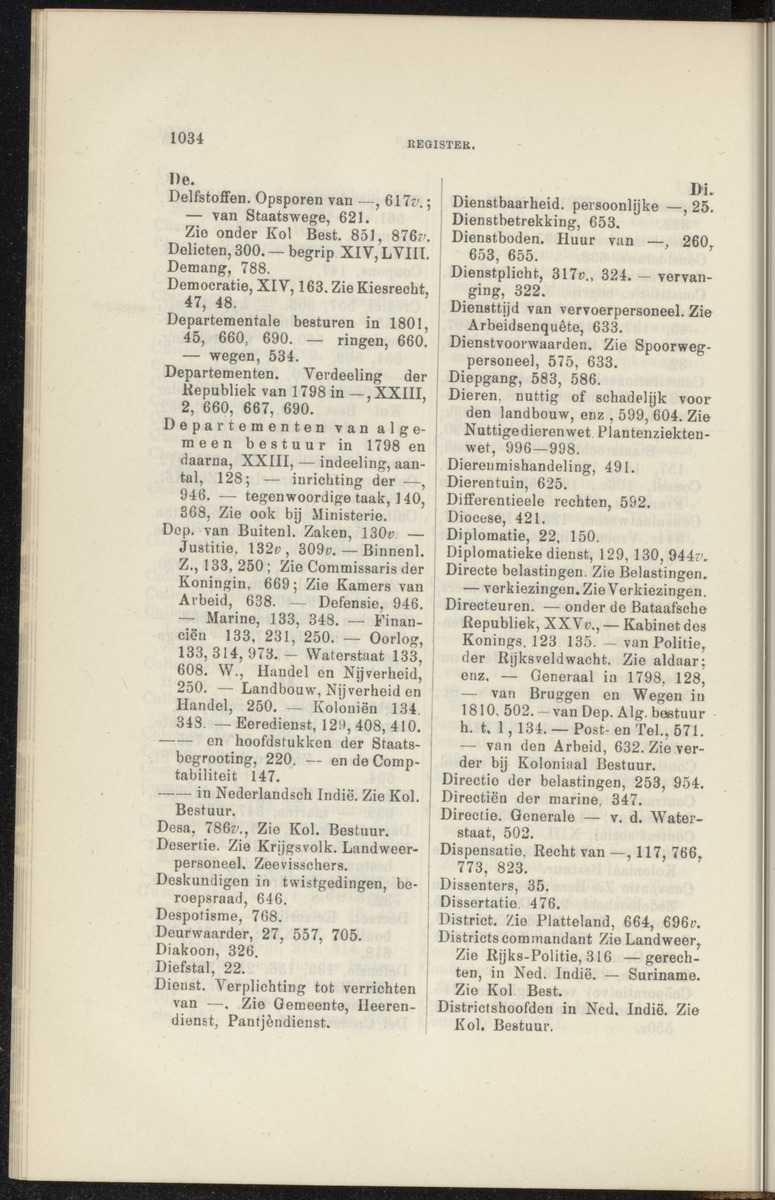 1034
REGISTER.
De.
Delfstoffen. Opsporen van —, 617v.;
— van Staatswege, 621.
Zie onder Kol Best. 851, 876v.
Delicten, 300. — begrip XIV, LVIII.
Demang, 788.
Democratie, XIV, 163. Zie Kiesrecht,
47, 48.
Departementale besturen in 1801,
45, 660, 690. — ringen, 660.
— wegen, 534.
Departementen. Verdeeling der
Republiek van 1798 in —, XXIII,
2, 660, 667, 690.
Departementen van alge-
meen bestuur in 1798 en
daarna, XXIII, — indeeling, aan-
tal, 128; — inrichting der —,
946. — tegenwoordige taak, 140,
368, Zie ook bij Ministerie.
Dep. van Buitenl. Zaken, 130v —
Justitie, 132v, 309v. — Binnenl.
Z., 133, 250; Zie Commissaris der
Koningin, 669; Zie Kamers van
Arbeid, 638. — Defensie, 946.
— Marine, 133, 348. — Finan-
ciën 133, 231, 250. — Oorlog,
133, 314, 973. — Waterstaat 133,
608. W., Handel en Nijverheid,
250. — Landbouw, Nijverheid en
Handel, 250. — Koloniën 134.
348. — Eeredienst, 129, 408, 410.
—— en hoofdstukken der Staats-
begrooting, 220. — en de Comp-
tabiliteit 147.
—— in Nederlandsch Indië. Zie Kol.
Bestuur.
Desa, 786v., Zie Kol. Bestuur.
Desertie. Zie Krijgsvolk. Landweer-
personeel. Zeevisschers.
Deskundigen in twistgedingen, be-
roepsraad, 646.
Despotisme, 768.
Deurwaarder, 27, 557, 705.
Diakoon, 326.
Diefstal, 22.
Dienst. Verplichting tot verrichten
van —. Zie Gemeente, Heeren-
dienst, Pantjèndienst.
Di.
Dienstbaarheid. persoonlijke —, 25.
Dienstbetrekking, 653.
Dienstboden. Huur van —, 260,
653, 655.
Dienstplicht, 317v., 324. — vervan-
ging, 322.
Diensttijd van vervoerpersoneel. Zie
Arbeidsenquête, 633.
Dienstvoorwaarden. Zie Spoorweg-
personeel, 575, 633.
Diepgang, 583, 586.
Dieren, nuttig of schadelijk voor
den landbouw, enz, 599, 604. Zie
Nuttigedierenwet Plantenziekten-
wet, 996—998.
Dierenmishandeling, 491.
Dierentuin, 625.
Differentieele rechten, 592.
Diocese, 421.
Diplomatie, 22, 150.
Diplomatieke dienst, 129, 130, 944v.
Directe belastingen. Zie Belastingen.
— verkiezingen. Zie Verkiezingen.
Directeuren. — onder de Bataafsche
Republiek, XXVv., — Kabinet des
Konings, 123 135. — van Politie,
der Rijksveldwacht. Zie aldaar;
enz. — Generaal in 1798, 128,
— van Bruggen en Wegen in
1810, 502. — van Dep. Alg. bestuur
h. t. l, 134. — Post- en Tel., 571.
— van den Arbeid, 632. Zie ver-
der bij Koloniaal Bestuur.
Directie der belastingen, 253, 954.
Directiën der marine, 347.
Directie. Generale — v. d. Water-
staat, 502.
Dispensatie, Recht van —, 117, 766,
773, 823.
Dissenters, 35.
Dissertatie, 476.
District. Zie Platteland, 664, 696v.
Districtscommandant Zie Landweer,
Zie Rijks-Politie, 316 — gerech-
ten, in Ned. Indië. — Suriname.
Zie Kol Best.
Districtshoofden in Ned. Indië. Zie
Kol. Bestuur.